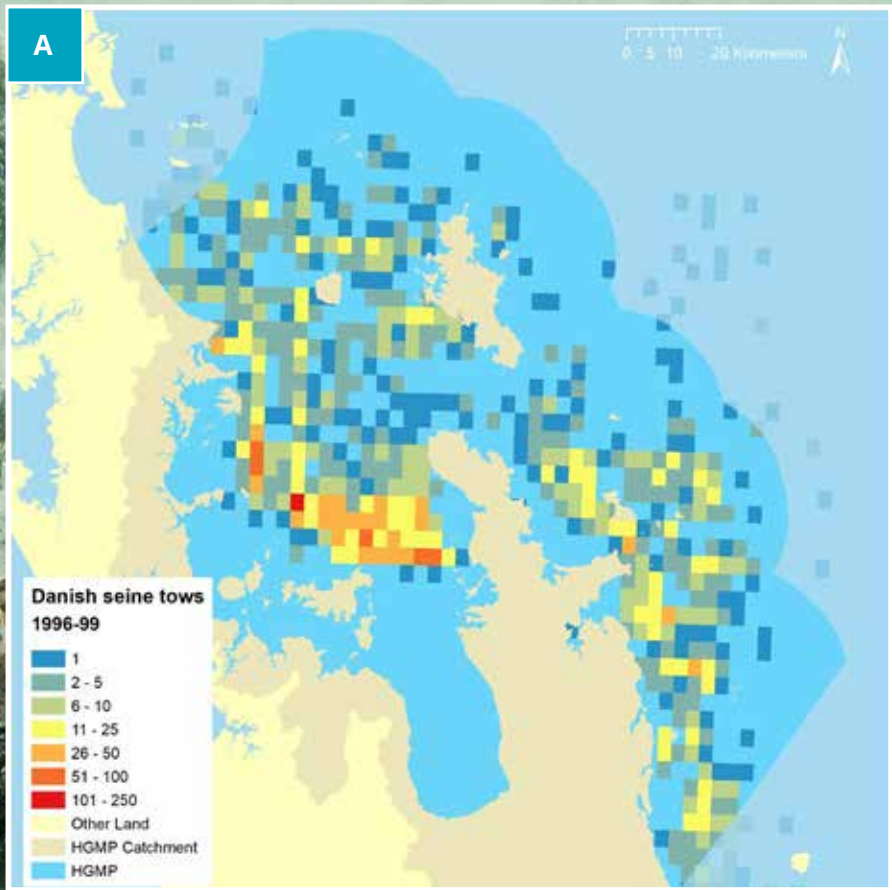 A
0 5 10 20 Kilometers
N
Danish seine tows
1996-99
1
2 - 5
6 - 10
11 - 25
26 - 50
51 - 100
101 - 250
Other Land
HGMP Catchment
HGMP